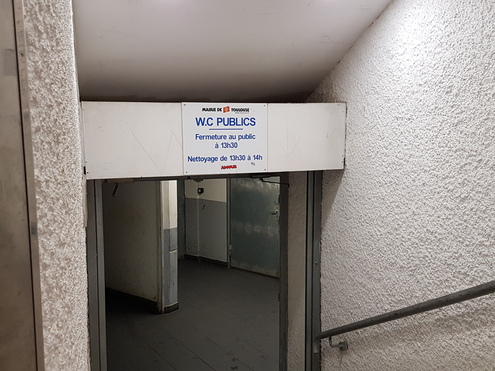 MAIRIE DE TOULOUSE
W.C PUBLICS
Fermeture au public
à 13h30
Nettoyage de 13h30 à 14h